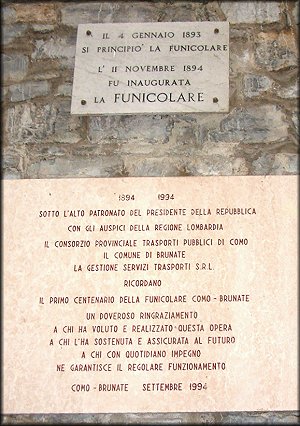 IL 4 GENNAIO 1893
SI PRINCIPIO' LA FUNICOLARE
L' 11 NOVEMBRE 1894
FU INAUGURATA
LA FUNICOLARE
1894 1994
SOTTO L'ALTO PATRONATO DEL PRESIDENTE DELLA REPUBBLICA
CON GLI AUSPICI DELLA REGIONE LOMBARDIA
IL CONSORZIO PROVINCIALE TRASPORTI PUBBLICI DI COMO
IL COMUNE DI BRUNATE
LA GESTIONE SERVIZI TRASPORTI S.R.L.
RICORDANO
IL PRIMO CENTENARIO DELLA FUNICOLARE COMO-BRUNATE
UN DOVEROSO RINGRAZIAMENTO
A CHI HA VOLUTO E REALIZZATO QUESTA OPERA
A CHI L'HA SOSTENUTA E ASSICURATA AL FUTURO
A CHI CON QUOTIDIANO IMPEGNO
NE GARANTISCE IL REGOLARE FUNZIONAMENTO
COMO-BRUNATE SETTEMBRE 1994